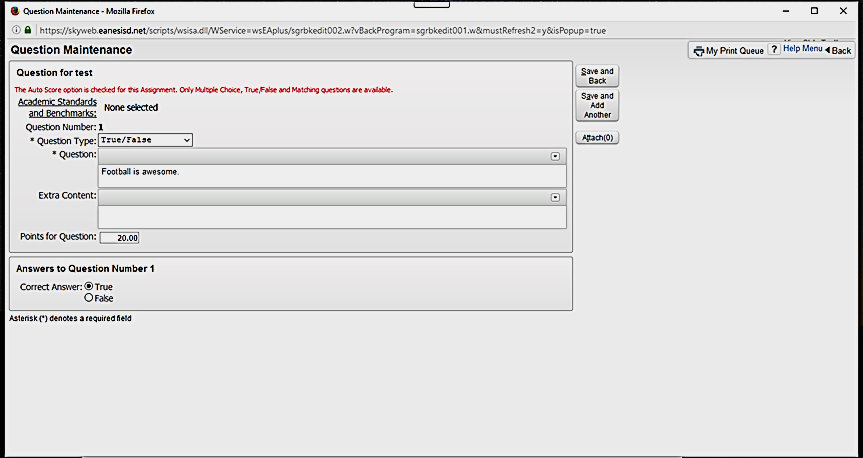 Question Maintenance - Mozilla Firefox
https://skyweb.eanesisd.net/scripts/wsisa.dll/WService=wsEAplus/sgrbkedit002.w?vBackProgram=sgrbkedit001.w&mustRefresh2=y&isPopup=true
Question Maintenance
My Print Queue ? Help Menu Back
Question for test
The Auto Score option is checked for this Assignment. Only Multiple Choice, True/False and Matching questions are available.
Save and
Back
Academic Standards
and Benchmarks:
None selected
Save and
Add
Another
Question Number: 1
* Question Type: True/False
Attach(0)
* Question:
Football is awesome.
Extra Content:
Points for Question: 20.00
Answers to Question Number 1
Correct Answer: True
False
Asterisk (*) denotes a required field